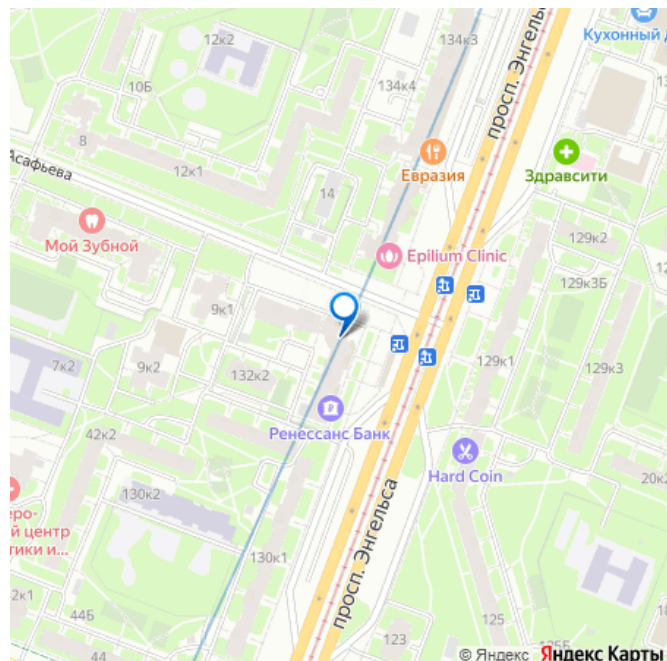 12к2
134к3
Кухонный Д
10Б
134к4
просп. Энгельса
8
Асафьева
12к1
Евразия
Здравсити
14
Мой Зубной
Epilium Clinic
129к2
129к3Б
9к1
7к2
9к2
132к2
129к1
129к3
Ренессанс Банк
42к2
Hard Coin
20к2
еро-
й центр
тики и...
130к2
просп. Энгельса
130к1
2к1
44Б
125
44
123
© Яндекс Яндекс Карты